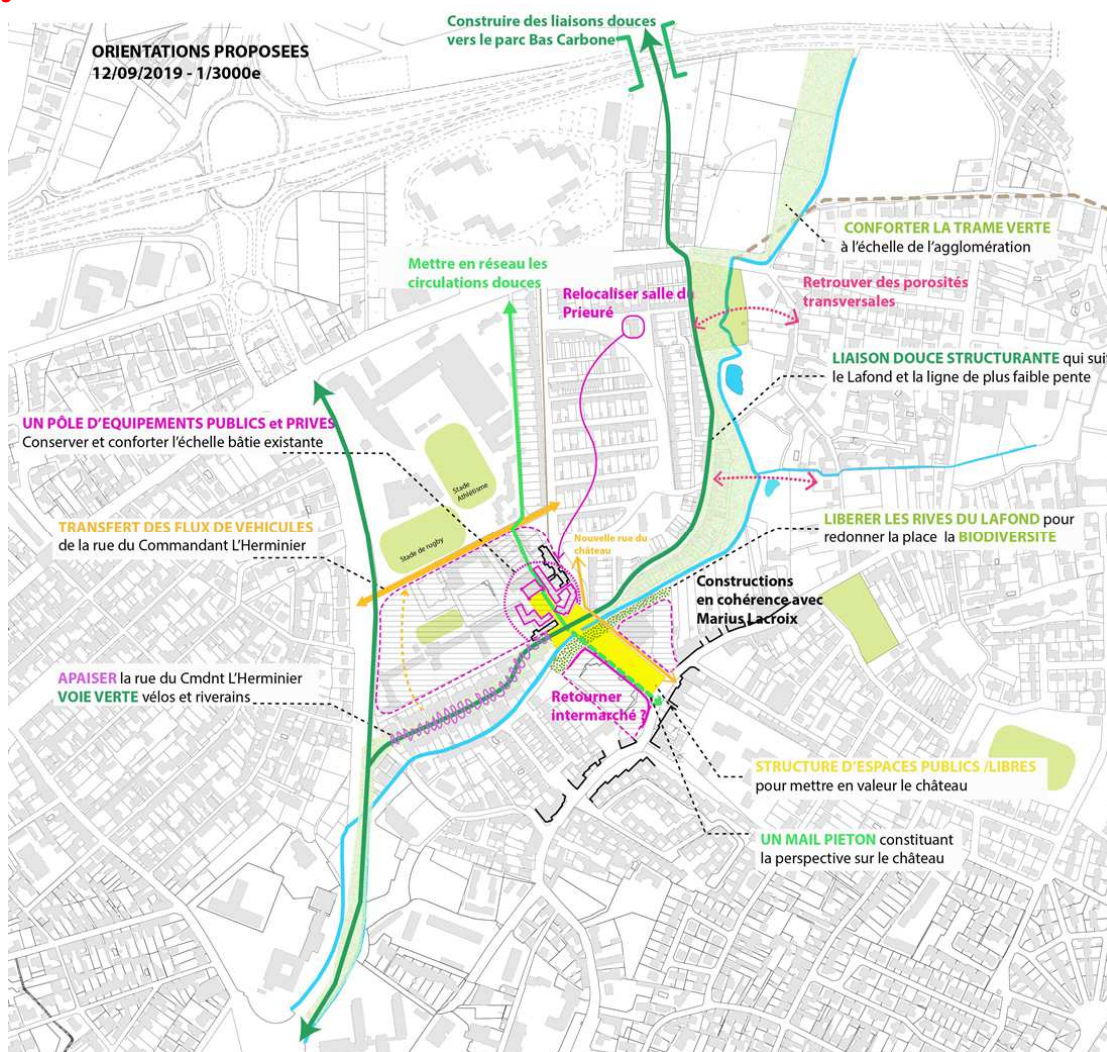 Construire des liaisons douces
vers le parc Bas Carbone
ORIENTATIONS PROPOSEES
12/09/2019 - 1/3000e
CONFORTER LA TRAME VERTE
à l'échelle de l'agglomération
Mettre en réseau les
circulations douces
Relocaliser salle du
Prieuré
Retrouver des porosités
transversales
LIAISON DOUCE STRUCTURANTE qui suit
le Lafond et la ligne de plus faible pente
UN PÔLE D'EQUIPEMENTS PUBLICS et PRIVES
Conserver et conforter l'échelle bâtie existante
Stade
Athlétisme
Stade de rugby
TRANSFERT DES FLUX DE VEHICULES
de la rue du Commandant L'Herminier
Nouvelle rue du
château
LIBERER LES RIVES DU LAFOND pour
redonner la place la BIODIVERSITE
Constructions
en cohérence avec
Marius Lacroix
APAISER la rue du Cmdnt L'Herminier
VOIE VERTE vélos et riverains
Retourner
intermarché ?
STRUCTURE D'ESPACES PUBLICS /LIBRES
pour mettre en valeur le château
UN MAIL PIETON constituant
la perspective sur le château